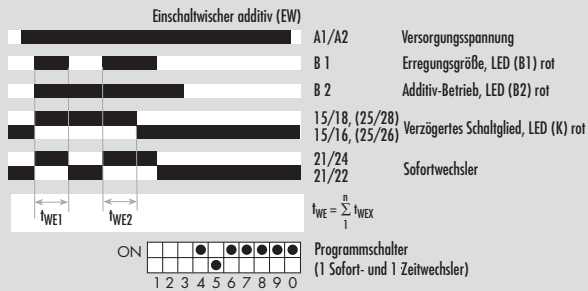 Einschaltwischer additiv (EW)
A1/A2 Versorgungsspannung
B 1 Erregungsgröße, LED (B1) rot
B 2 Additiv-Betrieb, LED (B2) rot
15/18, (25/28)
15/16, (25/26) Verzögertes Schaltglied, LED (K) rot
21/24
21/22 Sofortwechsler
tWE1 tWE2 tWE = n Σ 1 tWEX
ON Programmschalter
(1 Sofort- und 1 Zeitwechsler)
1 2 3 4 5 6 7 8 9 0